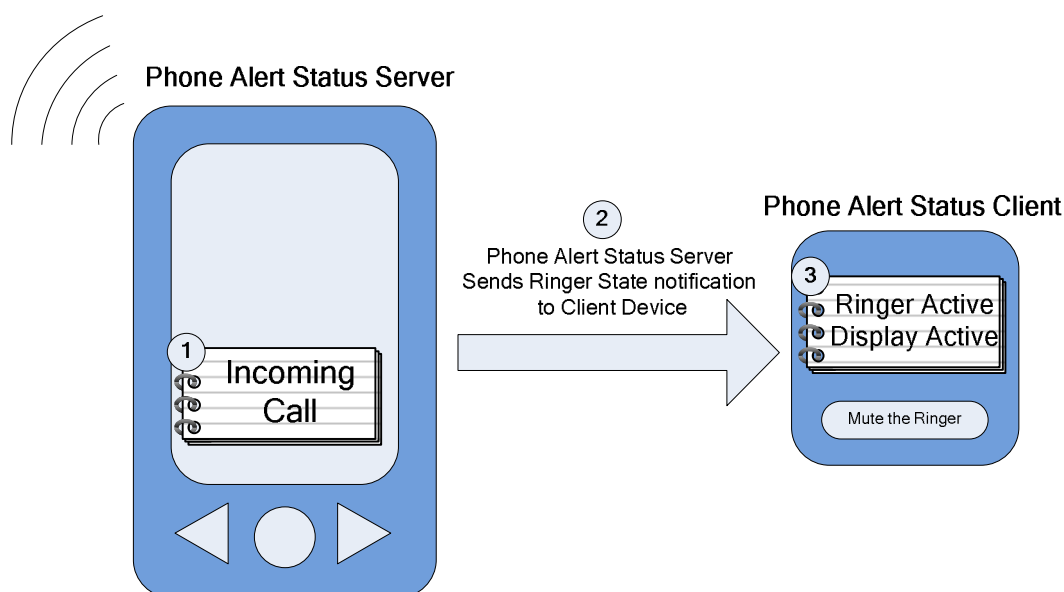 Phone Alert Status Server
1
Incoming
Call
2
Phone Alert Status Server
Sends Ringer State notification
to Client Device
Phone Alert Status Client
3
Ringer Active
Display Active
Mute the Ringer